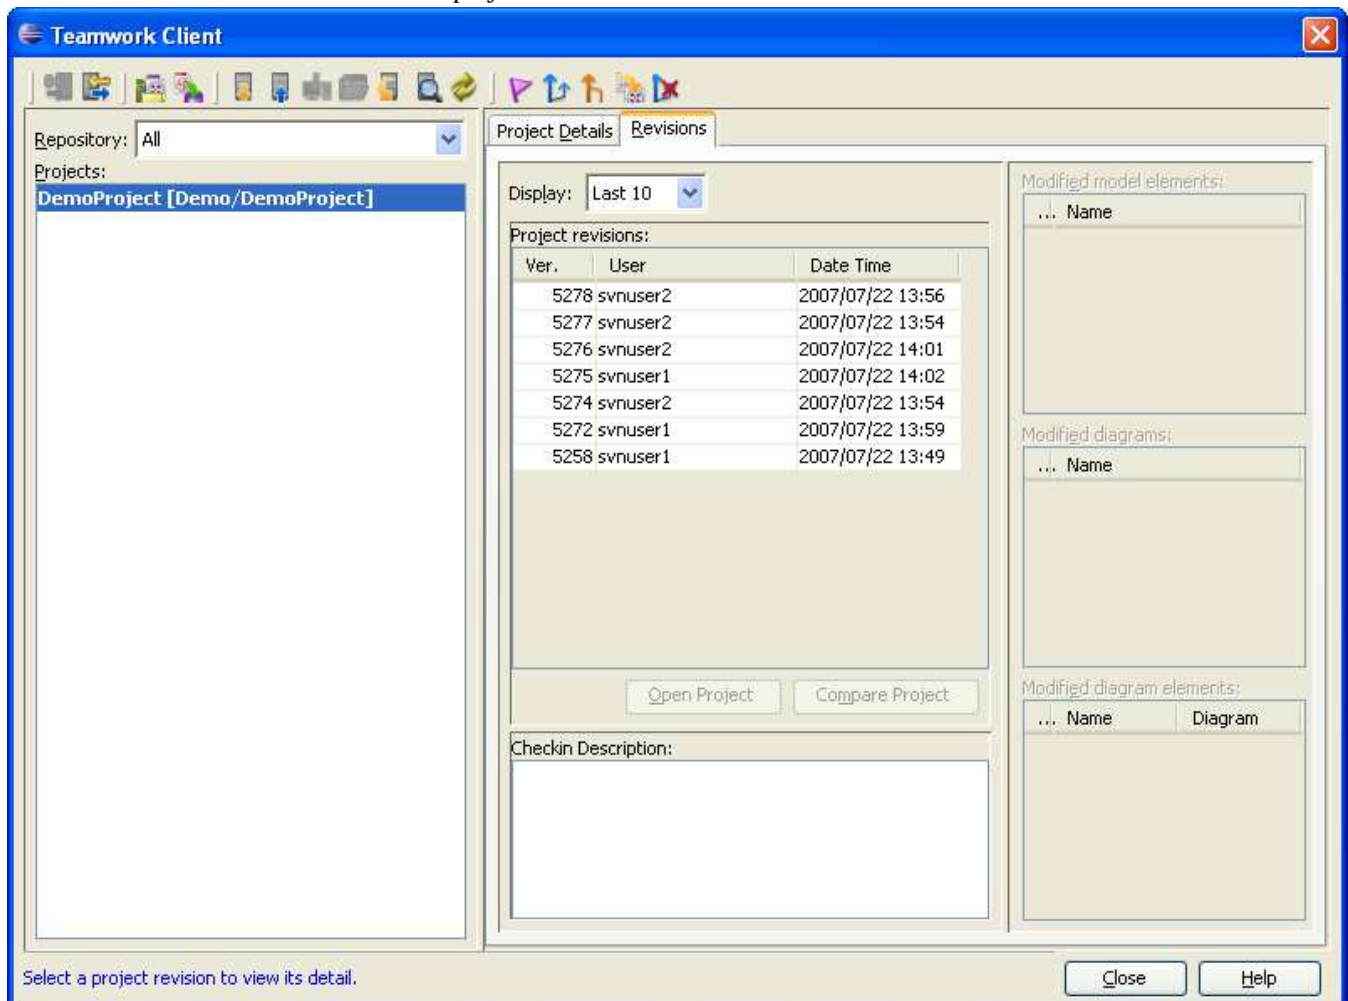 Teamwork Client
Repository: All
Projects:
DemoProject [Demo/DemoProject]
Project Details Revisions
Display: Last 10
Project revisions:
Ver. User Date Time
5278 svnuser2 2007/07/22 13:56
5277 svnuser2 2007/07/22 13:54
5276 svnuser2 2007/07/22 14:01
5275 svnuser1 2007/07/22 14:02
5274 svnuser2 2007/07/22 13:54
5272 svnuser1 2007/07/22 13:59
5258 svnuser1 2007/07/22 13:49
Open Project Compare Project
Checkin Description:
Modified model elements:
... Name
Modified diagrams:
... Name
Modified diagram elements:
... Name Diagram
Select a project revision to view its detail.
Close Help